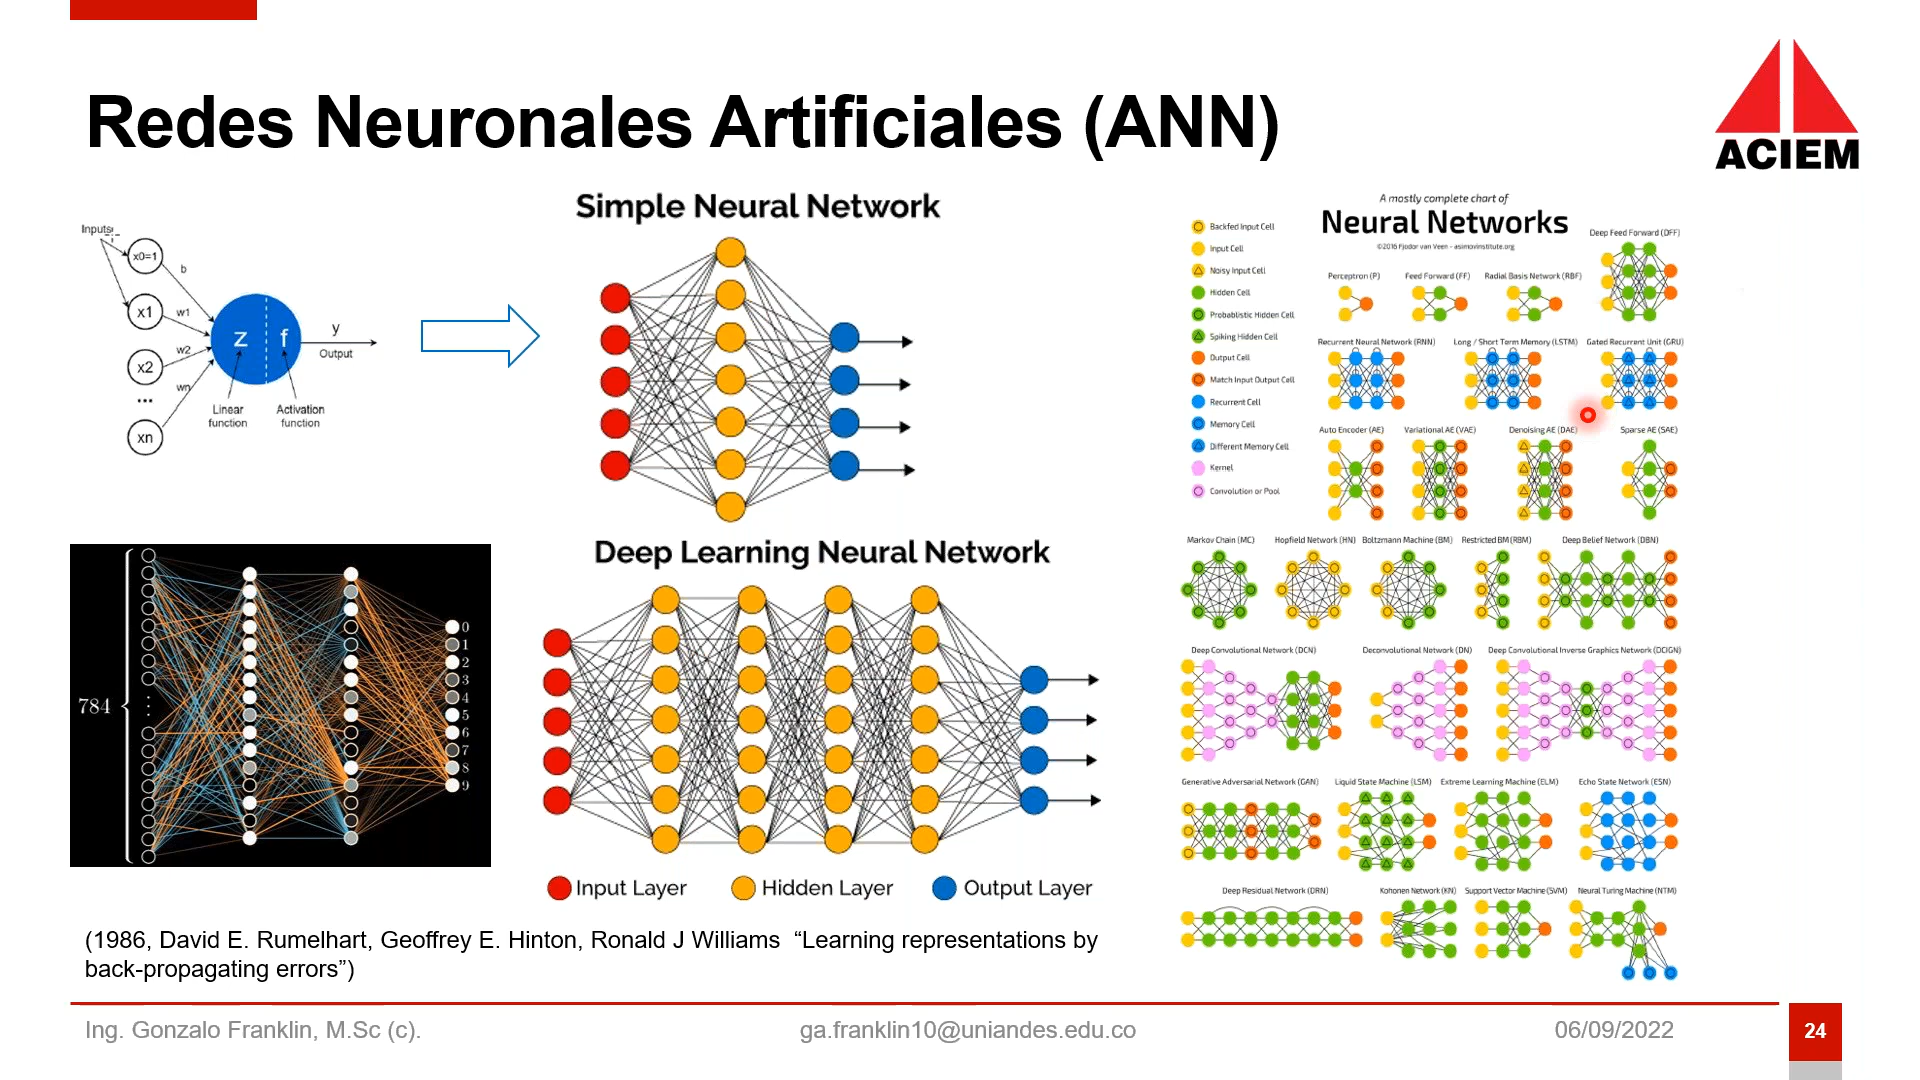 Redes Neuronales Artificiales (ANN)
ACIEM
Inputs
x0=1
b
x1
w1
w2
x2
wn
...
xn
z
f
y
Output
Linear
function
Activation
function
Simple Neural Network
784
0
1
2
3
4
5
6
7
8
9
Deep Learning Neural Network
Input Layer
Hidden Layer
Output Layer
A mostly complete chart of
Neural Networks
©2016 Fjodor van Veen - asimovinstitute.org
Backfed Input Cell
Input Cell
Noisy Input Cell
Hidden Cell
Probablistic Hidden Cell
Spiking Hidden Cell
Output Cell
Match Input Output Cell
Recurrent Cell
Memory Cell
Different Memory Cell
Kernel
Convolution or Pool
Deep Feed Forward (DFF)
Perceptron (P)
Feed Forward (FF)
Radial Basis Network (RBF)
Recurrent Neural Network (RNN)
Long / Short Term Memory (LSTM)
Gated Recurrent Unit (GRU)
Auto Encoder (AE)
Variational AE (VAE)
Denoising AE (DAE)
Sparse AE (SAE)
Markov Chain (MC)
Hopfield Network (HN)
Boltzmann Machine (BM)
Restricted BM (RBM)
Deep Belief Network (DBN)
Deep Convolutional Network (DCN)
Deconvolutional Network (DN)
Deep Convolutional Inverse Graphics Network (DCIGN)
Generative Adversarial Network (GAN)
Liquid State Machine (LSM)
Extreme Learning Machine (ELM)
Echo State Network (ESN)
Deep Residual Network (DRN)
Kohonen Network (KN)
Support Vector Machine (SVM)
Neural Turing Machine (NTM)
(1986, David E. Rumelhart, Geoffrey E. Hinton, Ronald J Williams “Learning representations by
back-propagating errors”)
Ing. Gonzalo Franklin, M.Sc (c).
ga.franklin10@uniandes.edu.co
06/09/2022
24